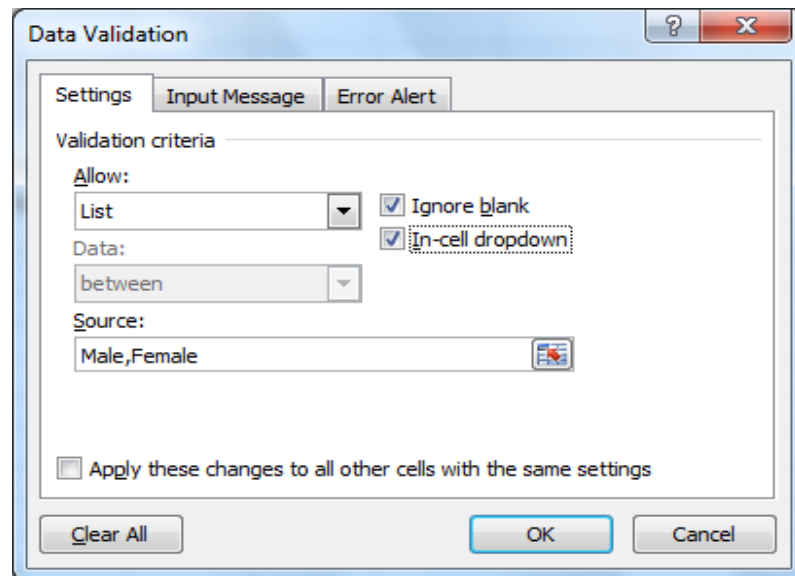 Data Validation
Settings Input Message Error Alert
Validation criteria
Allow:
List
Ignore blank
Data:
In-cell dropdown
between
Source:
Male,Female
Apply these changes to all other cells with the same settings
Clear All OK Cancel